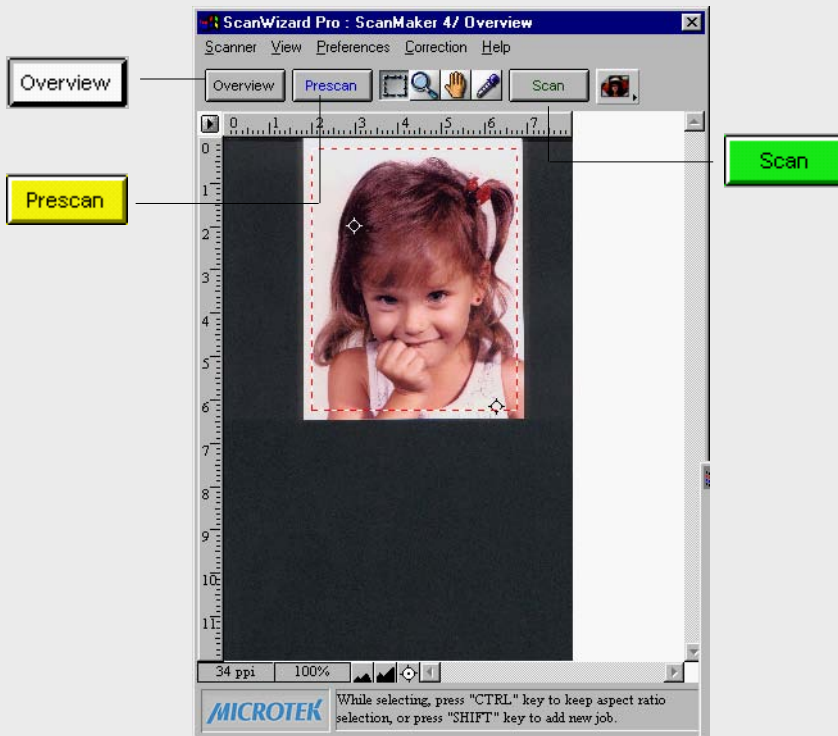 ScanWizard Pro : ScanMaker 4/ Overview
Scanner View Preferences Correction Help
Overview
Overview Prescan Scan
Scan
Prescan
0 1 2 3 4 5 6 7
0
1
2
3
4
5
6
7
8
9
10
11
34 ppi 100%
MICROTEK
While selecting, press "CTRL" key to keep aspect ratio
selection, or press "SHIFT" key to add new job.